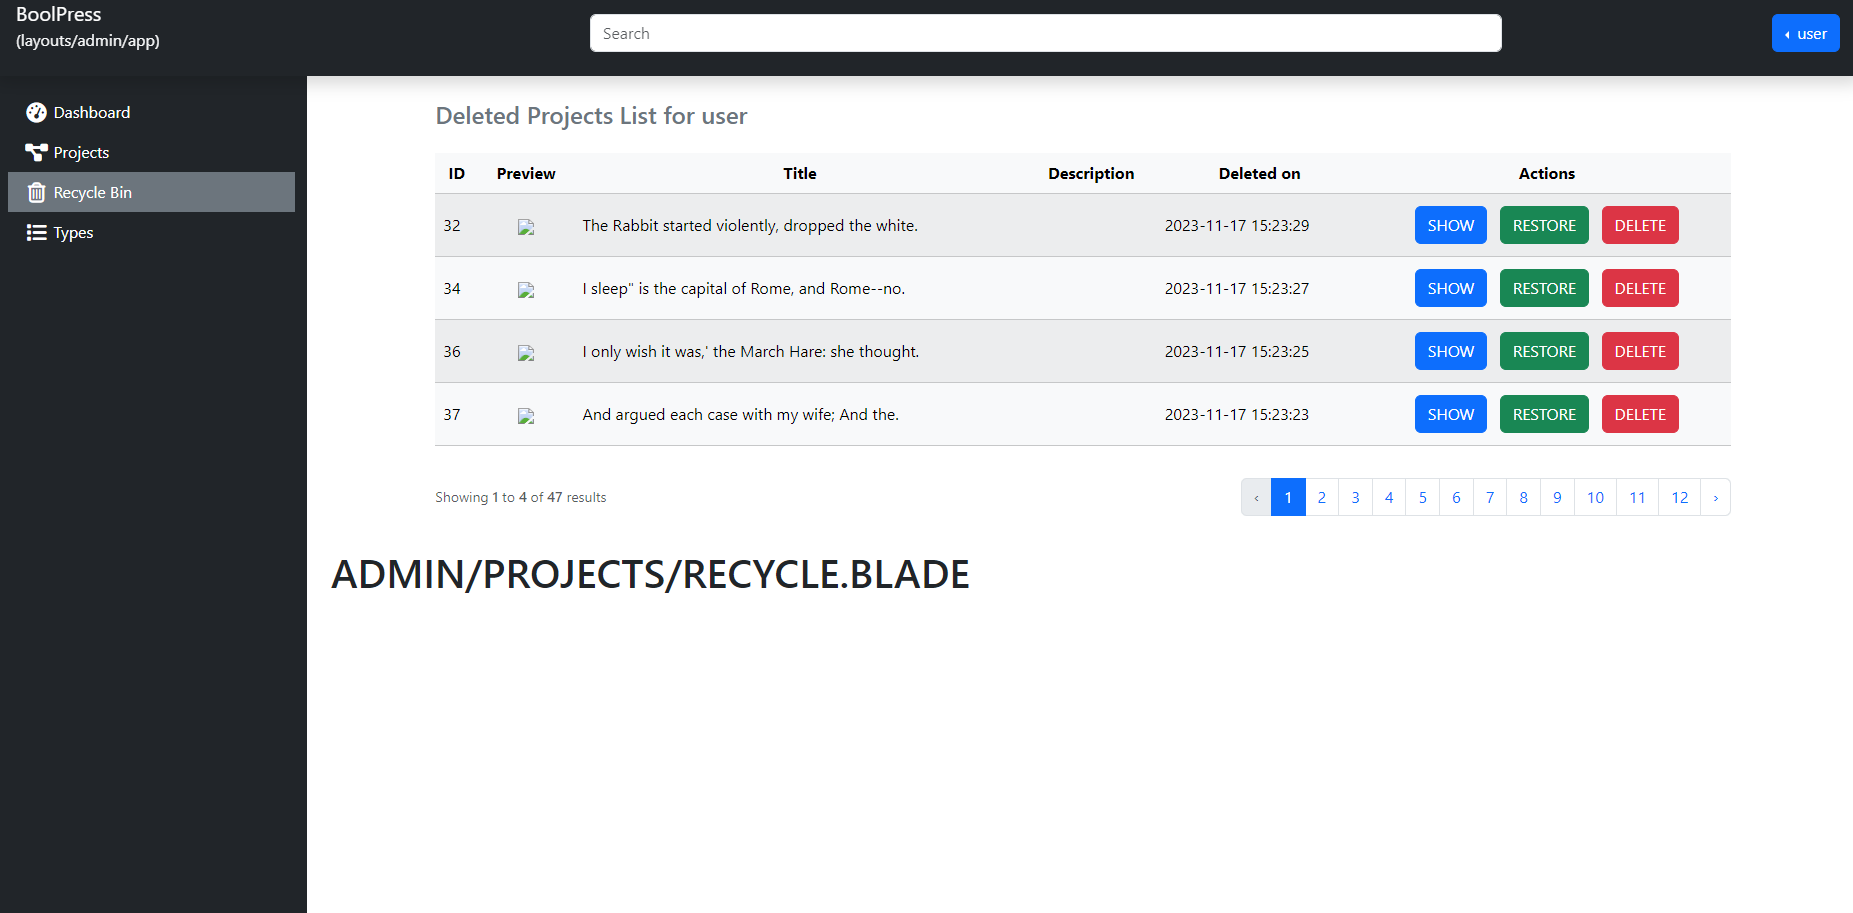 BoolPress
(layouts/admin/app)
Search
user
Dashboard
Projects
Recycle Bin
Types
Deleted Projects List for user
ID Preview Title Description Deleted on Actions
32 The Rabbit started violently, dropped the white. 2023-11-17 15:23:29 SHOW RESTORE DELETE
34 I sleep" is the capital of Rome, and Rome--no. 2023-11-17 15:23:27 SHOW RESTORE DELETE
36 I only wish it was,' the March Hare: she thought. 2023-11-17 15:23:25 SHOW RESTORE DELETE
37 And argued each case with my wife; And the. 2023-11-17 15:23:23 SHOW RESTORE DELETE
Showing 1 to 4 of 47 results
‹ 1 2 3 4 5 6 7 8 9 10 11 12 ›
ADMIN/PROJECTS/RECYCLE.BLADE